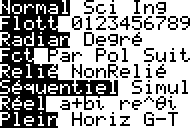 Normal Sci Ing
Flott 0123456789
Radian Degré
Fct Par Pol Suit
Relié NonRelié
Séquentiel Simul
Réel a+bi re^θi
Plein Horiz G-T